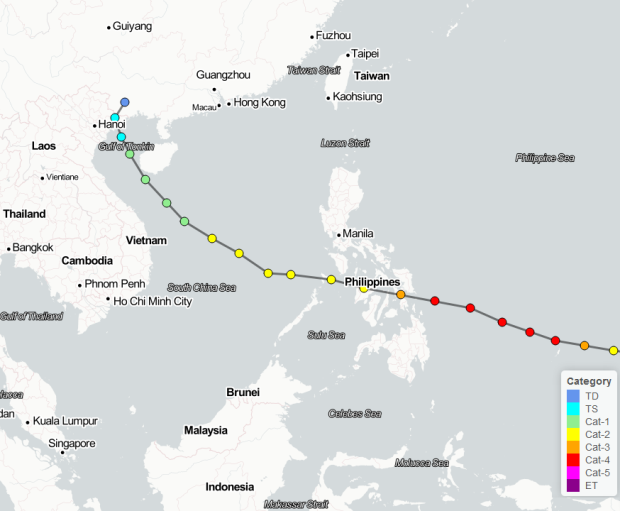 Guiyang
Fuzhou
Taipei
Taiwan Strait
Taiwan
Guangzhou
Kaohsiung
Macau
Hong Kong
Hanoi
Gulf of Tonkin
Luzon Strait
Laos
Philippine Sea
Vientiane
Thailand
Manila
Vietnam
Bangkok
Cambodia
Phnom Penh
Philippines
South China Sea
Ho Chi Minh City
Gulf of Thailand
Sulu Sea
Category
TD
TS
Cat-1
Cat-2
Cat-3
Cat-4
Cat-5
ET
Brunei
Celebes Sea
Kuala Lumpur
Malaysia
Singapore
Molucca Sea
Indonesia
Makassar Strait